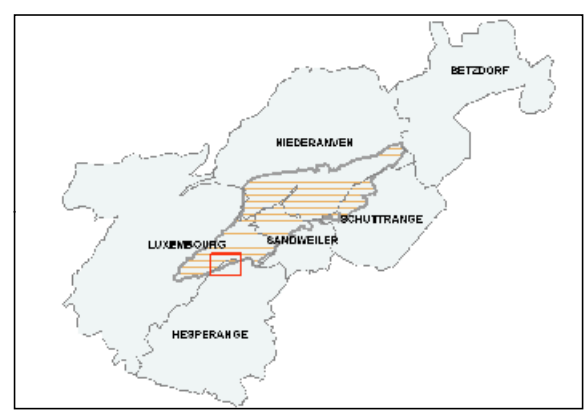 BETZDORF
NIEDERANVEN
SCHUTTRANGE
LUXEMBOURG
SANDWEILER
HESPERANGE